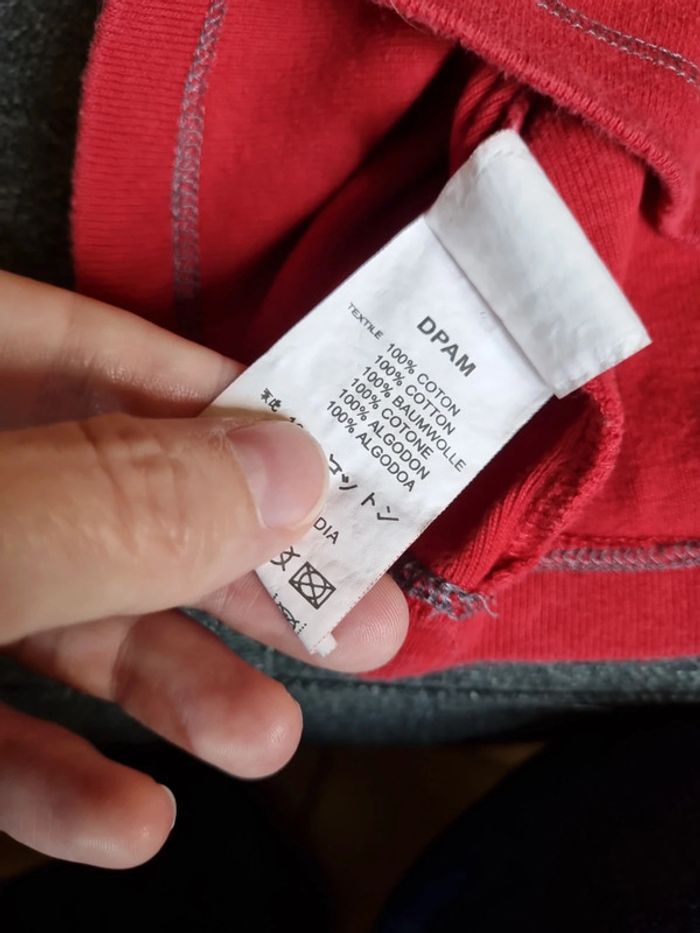 DPAM
TEXTILE
100% COTON
100% COTTON
100% BAUMWOLLE
100% COTONE
100% ALGODON
100% ALGODOA
コットン
DIA